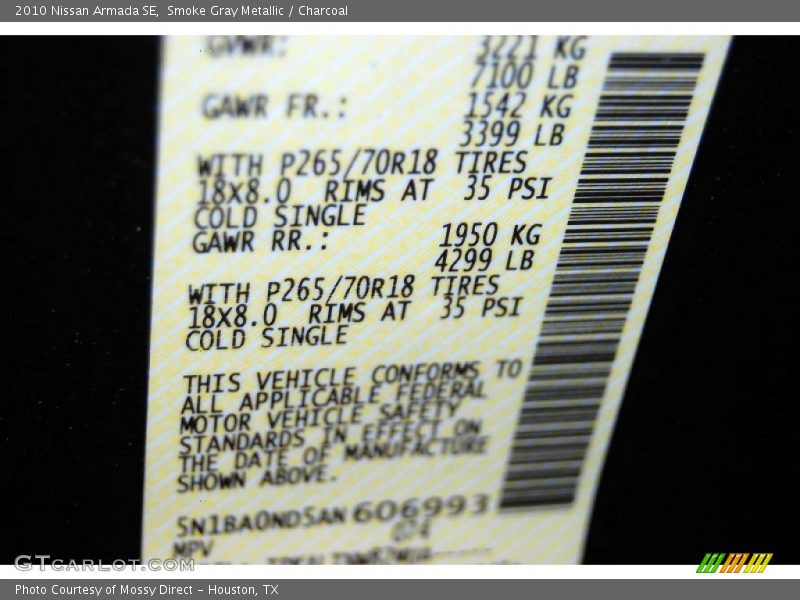 2010 Nissan Armada SE, Smoke Gray Metallic / Charcoal
GVWR: 3221 KG
7100 LB
GAWR FR.: 1542 KG
3399 LB
WITH P265/70R18 TIRES
18X8.0 RIMS AT 35 PSI
COLD SINGLE
GAWR RR.: 1950 KG
4299 LB
WITH P265/70R18 TIRES
18X8.0 RIMS AT 35 PSI
COLD SINGLE
THIS VEHICLE CONFORMS TO
ALL APPLICABLE FEDERAL
MOTOR VEHICLE SAFETY
STANDARDS IN EFFECT ON
THE DATE OF MANUFACTURE
SHOWN ABOVE.
5N1BA0ND5AN606993
MPV
GTcarlot.com
Photo Courtesy of Mossy Direct - Houston, TX